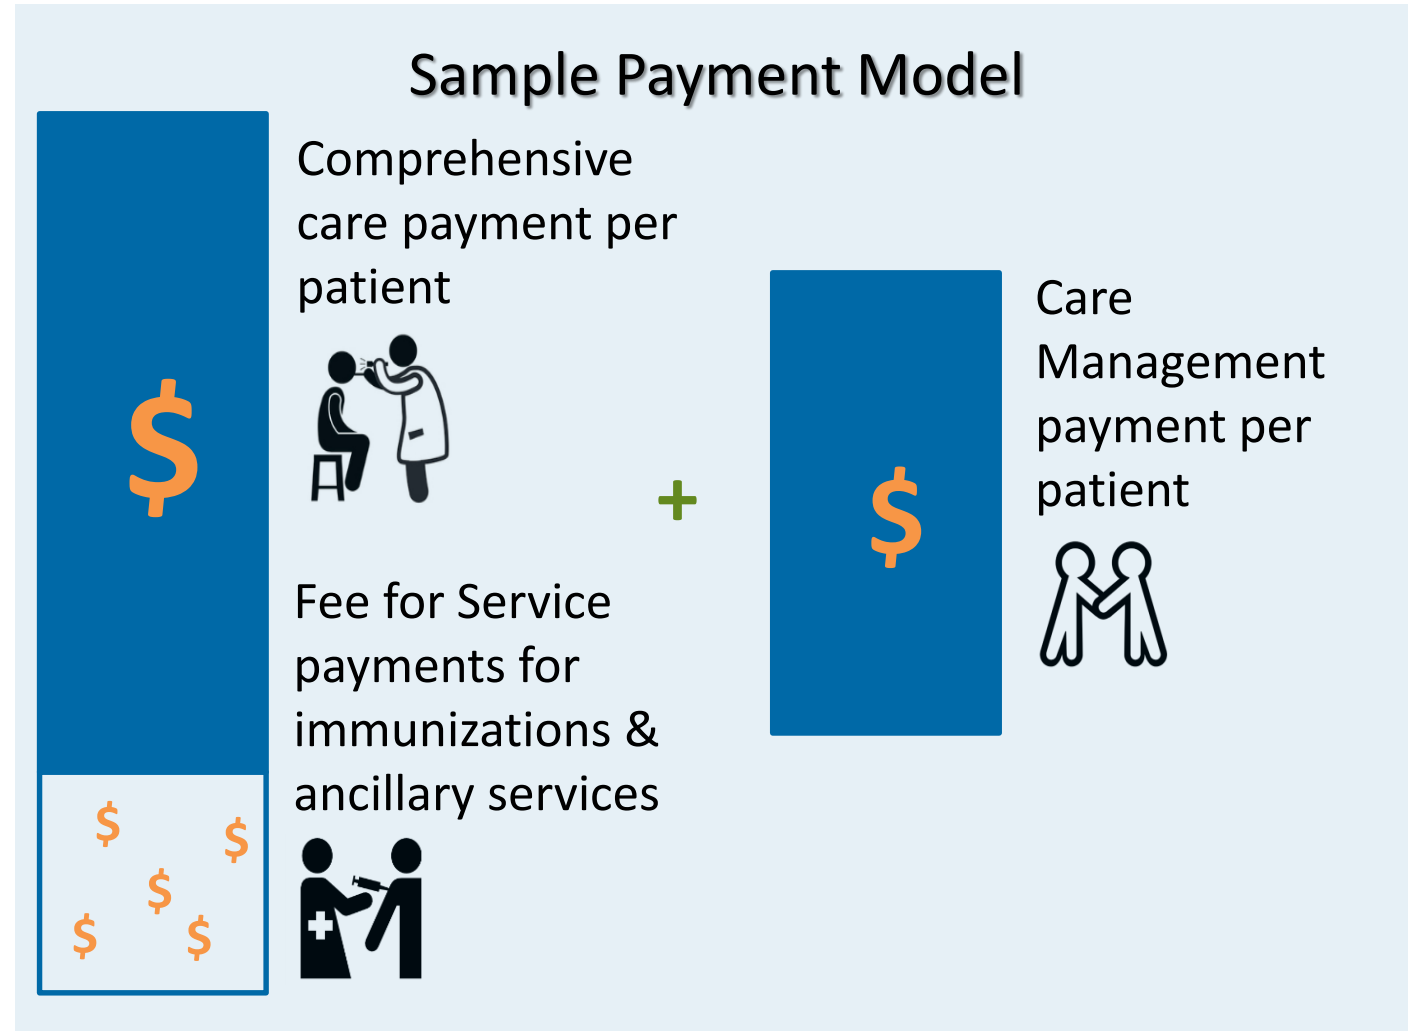 Sample Payment Model
Comprehensive
care payment per
patient
$
Fee for Service
payments for
immunizations &
ancillary services
$
$
$
$
$
+
$
Care
Management
payment per
patient